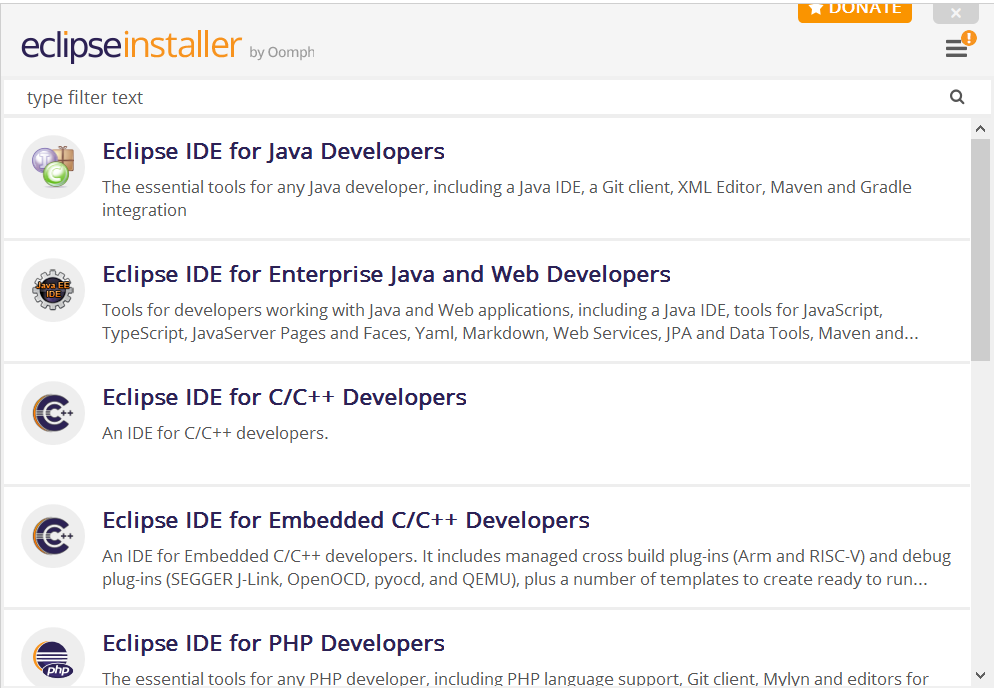 DONATE
eclipseinstaller by Oomph
type filter text
Eclipse IDE for Java Developers
The essential tools for any Java developer, including a Java IDE, a Git client, XML Editor, Maven and Gradle
integration
Java EE
IDE
Eclipse IDE for Enterprise Java and Web Developers
Tools for developers working with Java and Web applications, including a Java IDE, tools for JavaScript,
TypeScript, JavaServer Pages and Faces, Yaml, Markdown, Web Services, JPA and Data Tools, Maven and...
C++
Eclipse IDE for C/C++ Developers
An IDE for C/C++ developers.
C++
Eclipse IDE for Embedded C/C++ Developers
An IDE for Embedded C/C++ developers. It includes managed cross build plug-ins (Arm and RISC-V) and debug
plug-ins (SEGGER J-Link, OpenOCD, pyocd, and QEMU), plus a number of templates to create ready to run...
php
Eclipse IDE for PHP Developers
The essential tools for any PHP developer, including PHP language support, Git client, Mylyn and editors for